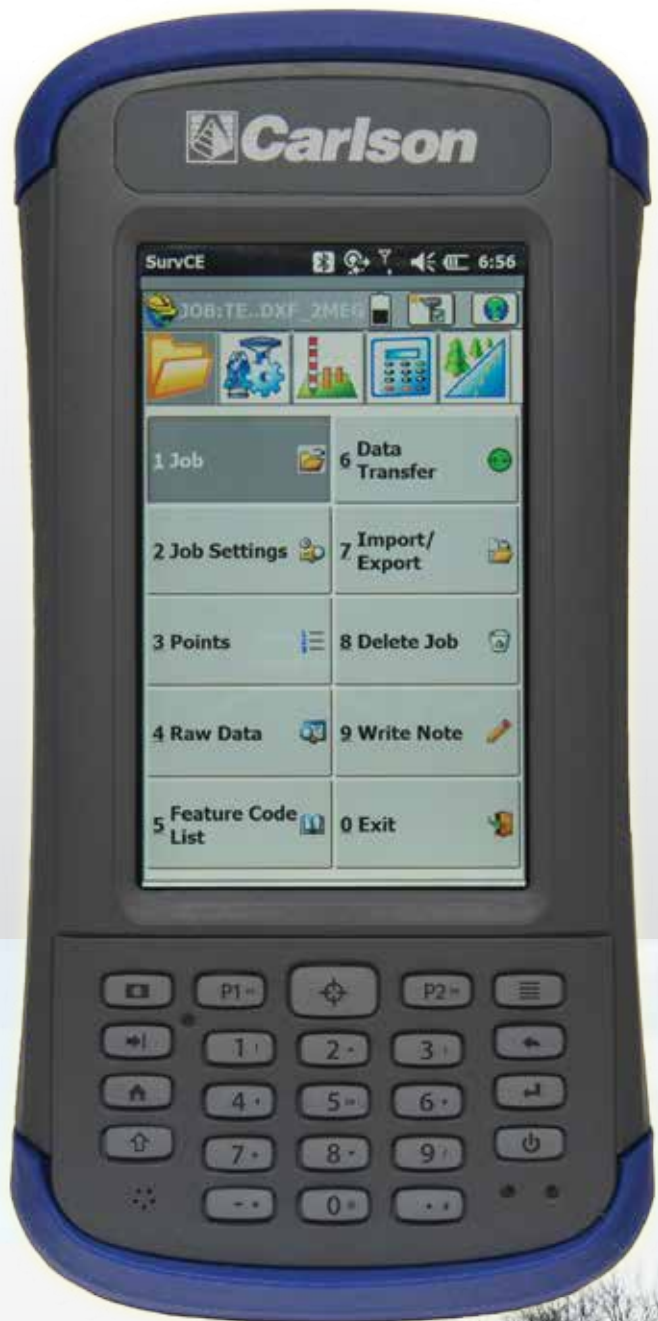 Carlson
SurvCE 6:56
JOB:TE..DXF_2MEG
1 Job
6 Data Transfer
2 Job Settings
7 Import/ Export
3 Points
8 Delete Job
4 Raw Data
9 Write Note
5 Feature Code List
0 Exit
P1 P2
1 2 3
4 5 6
7 8 9
- 0 .